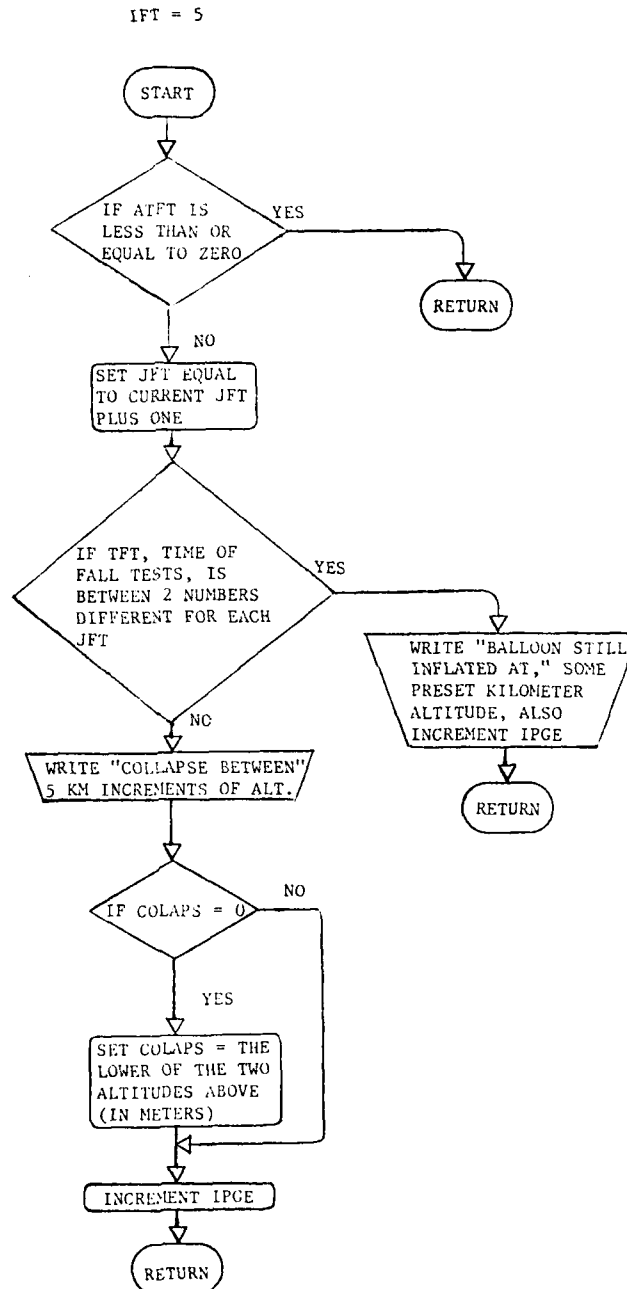 IFT = 5
START
IF ATFT IS
LESS THAN OR
EQUAL TO ZERO
YES
RETURN
NO
SET JFT EQUAL
TO CURRENT JFT
PLUS ONE
IF TFT, TIME OF
FALL TESTS, IS
BETWEEN 2 NUMBERS
DIFFERENT FOR EACH
JFT
YES
WRITE "BALLOON STILL
INFLATED AT," SOME
PRESET KILOMETER
ALTITUDE, ALSO
INCREMENT IPGE
RETURN
NO
WRITE "COLLAPSE BETWEEN"
5 KM INCREMENTS OF ALT.
IF COLAPS = 0
NO
YES
SET COLAPS = THE
LOWER OF THE TWO
ALTITUDES ABOVE
(IN METERS)
INCREMENT IPGE
RETURN